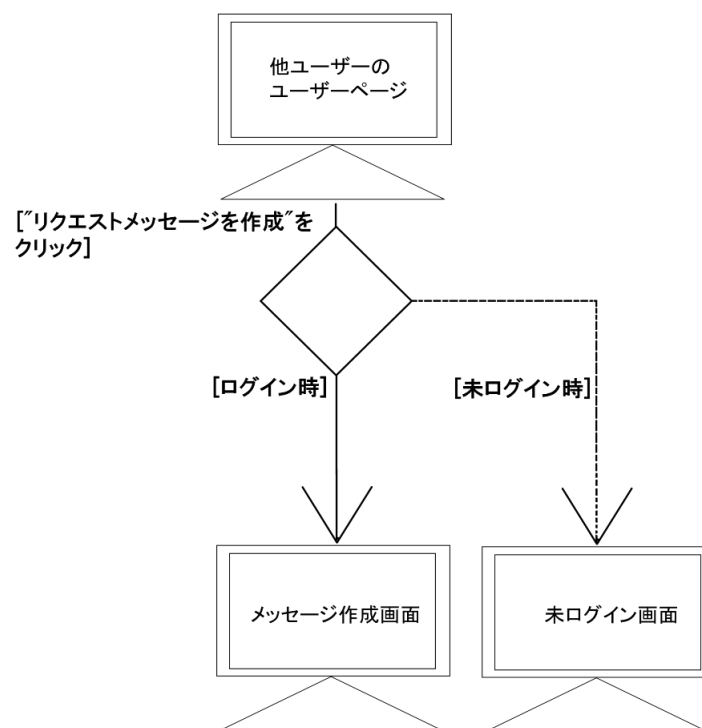 他ユーザーの
ユーザーページ
["リクエストメッセージを作成"を
クリック]
[ログイン時]
[未ログイン時]
メッセージ作成画面
未ログイン画面